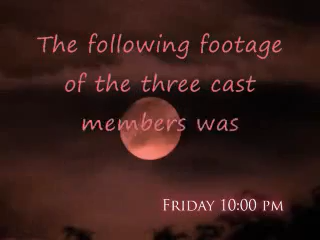 The following footage
of the three cast
members was
Friday 10:00 pm